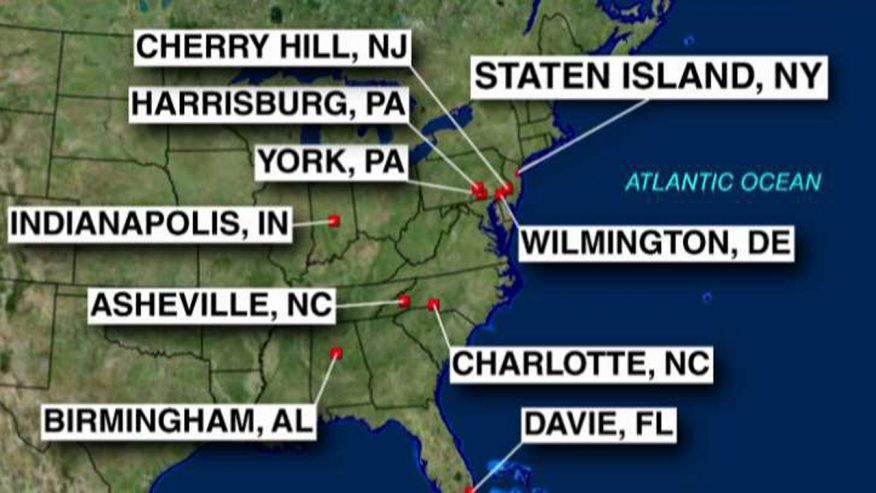 CHERRY HILL, NJ
STATEN ISLAND, NY
HARRISBURG, PA
YORK, PA
ATLANTIC OCEAN
INDIANAPOLIS, IN
WILMINGTON, DE
ASHEVILLE, NC
CHARLOTTE, NC
BIRMINGHAM, AL
DAVIE, FL